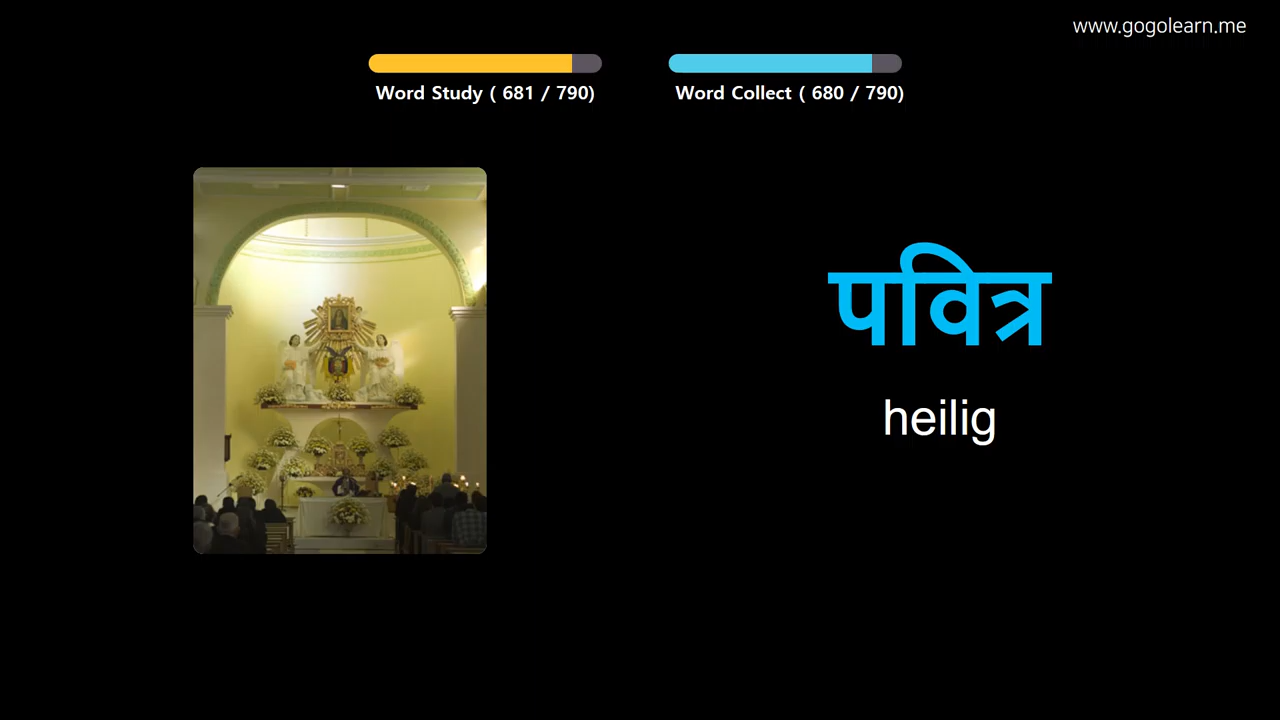 www.gogolearn.me
Word Study ( 681 / 790)
Word Collect ( 680 / 790)
पवित्र
heilig